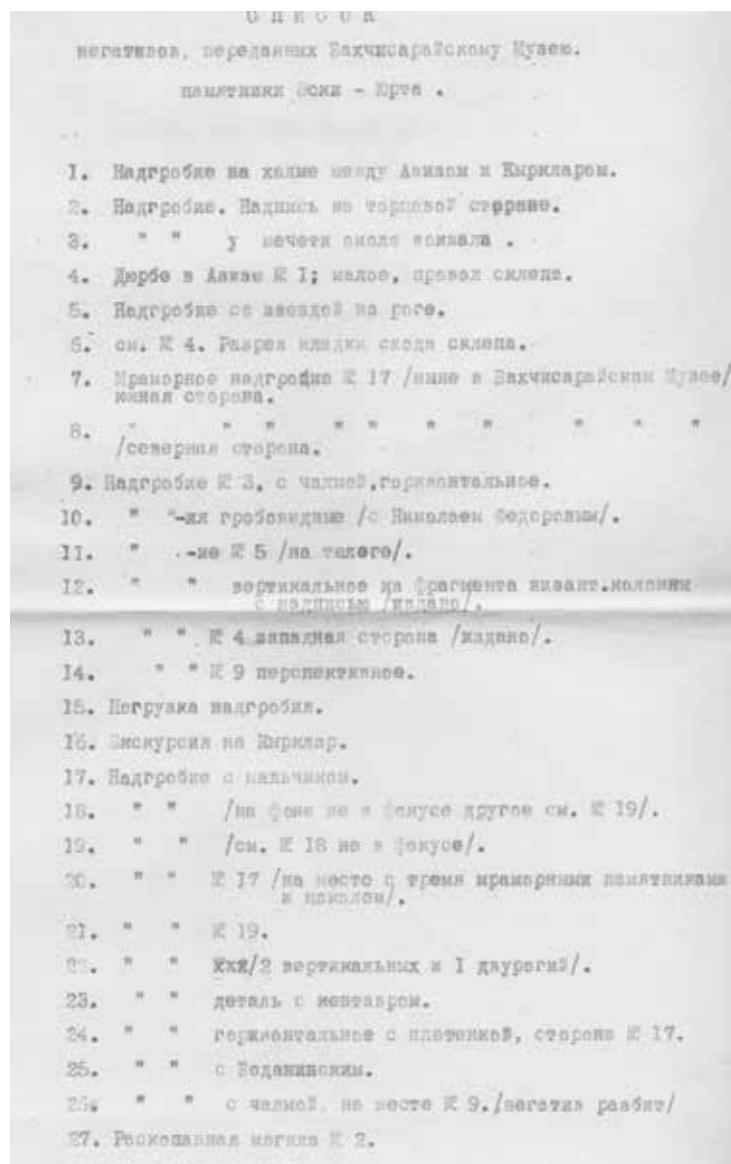 СПИСОК
негативов, переданных Бахчисарайскому Музею.
памятники Эски - Юрта .
1. Надгробие на холме между Азизом и Кыркларом.
2. Надгробие. Надпись на торцовой стороне.
3. " " у мечети около вокзала .
4. Дюрбе в Азизе № 1; малое, провал склепа.
5. Надгробие со звездой на роге.
6. см. № 4. Разрез кладки свода склепа.
7. Мраморное надгробие № 17 /ныне в Бахчисарайском Музее/
южная сторона.
8. " " " " " " " " " "
/северная сторона.
9. Надгробие № 3, с чалмой,горизонтальное.
10. " "-ия гробовидные /с Николаем Федоровым/.
11. " -ие № 5 /на телеге/.
12. " " вертикальное из фрагмента визант.колонны
с надписью /издано/.
13. " " № 4 западная сторона /издано/.
14. " " № 9 перспективное.
15. Погрузка надгробия.
16. Экскурсия на Кырклар.
17. Надгробие с мальчиком.
18. " " /на фоне не в фокусе другое см. № 19/.
19. " " /см. № 18 не в фокусе/.
20. " " № 17 /на месте с тремя мраморными памятниками
и цоколем/.
21. " " № 19.
22. " " /2 вертикальных и 1 двурогий/.
23. " " деталь с
24. " " горизонтальное с плетенкой, сторона № 17.
25. " " с Боданинским.
26. " " с чалмой, на месте № 9./негатив разбит/
27. Раскопанная могила № 2.